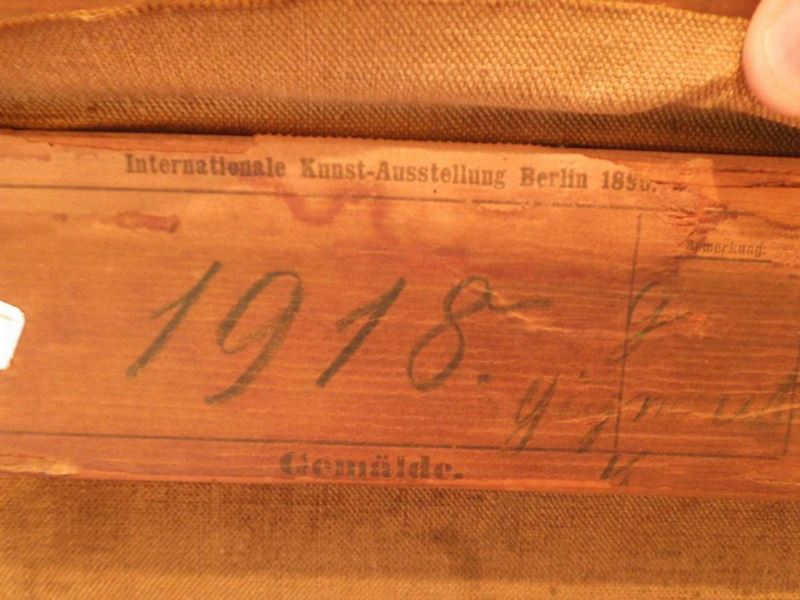 Internationale Kunst-Ausstellung Berlin
Bemerkung:
1918.
Gemälde.